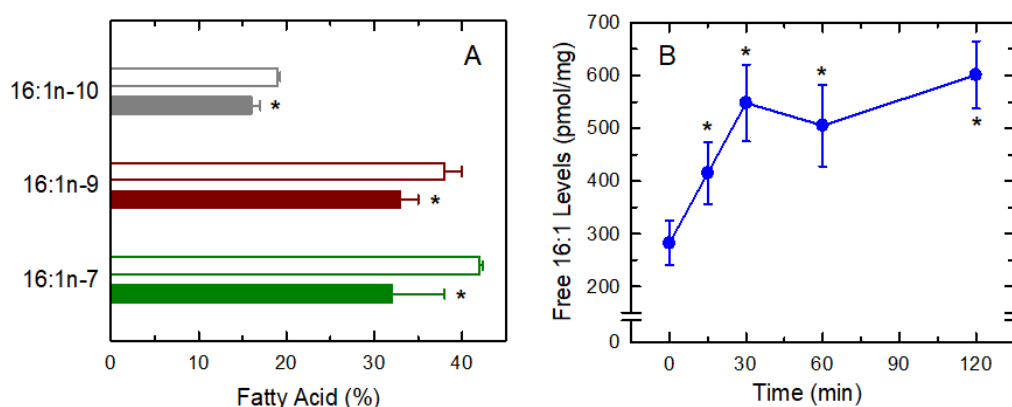 A
16:1n-10
*
16:1n-9
*
16:1n-7
*
0 10 20 30 40
Fatty Acid (%)
B
Free 16:1 Levels (pmol/mg)
700
600
500
400
300
200
0
* * * *
0 30 60 90 120
Time (min)